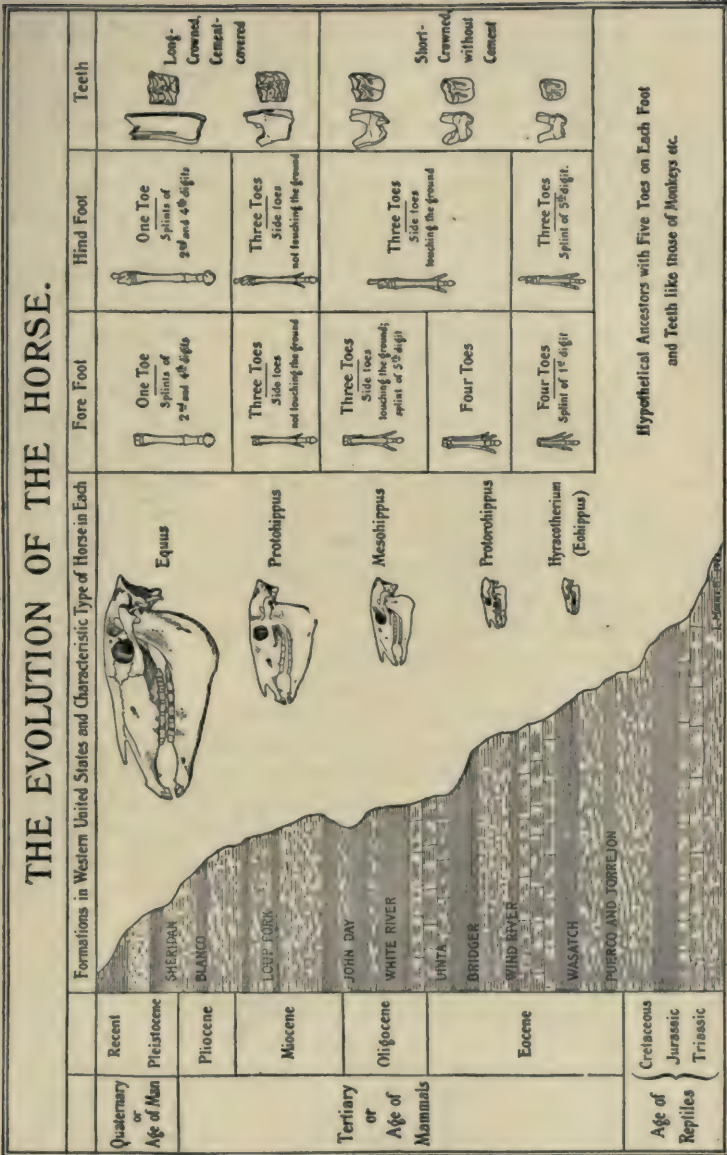 THE EVOLUTION OF THE HORSE.
Formations in Western United States and Characteristic Type of Horse in Each
Fore Foot
Hind Foot
Teeth
Quaternary
or
Age of Man
Recent
Pleistocene
SHERIDAN
Equus
One Toe
Splints of
2nd and 4th digits
One Toe
Splints of
2nd and 4th digits
Long-
Crowned,
Cement-
covered
Tertiary
or
Age of
Mammals
Pliocene
BLANCO
Miocene
LOUP FORK
Protohippus
Three Toes
Side toes
not touching the ground
Three Toes
Side toes
not touching the ground
JOHN DAY
Oligocene
WHITE RIVER
Mesohippus
Three Toes
Side toes
touching the ground;
splint of 5th digit
Three Toes
Side toes
touching the ground
Short-
Crowned,
without
Cement
Eocene
UINTA
BRIDGER
WIND RIVER
WASATCH
PUERCO AND TORREJON
Protorohippus
Four Toes
Hyracotherium
(Eohippus)
Four Toes
Splint of 1st digit
Three Toes
Splint of 5th digit.
Age of
Reptiles
Cretaceous
Jurassic
Triassic
Hypothetical Ancestors with Five Toes on Each Foot
and Teeth like those of Monkeys etc.